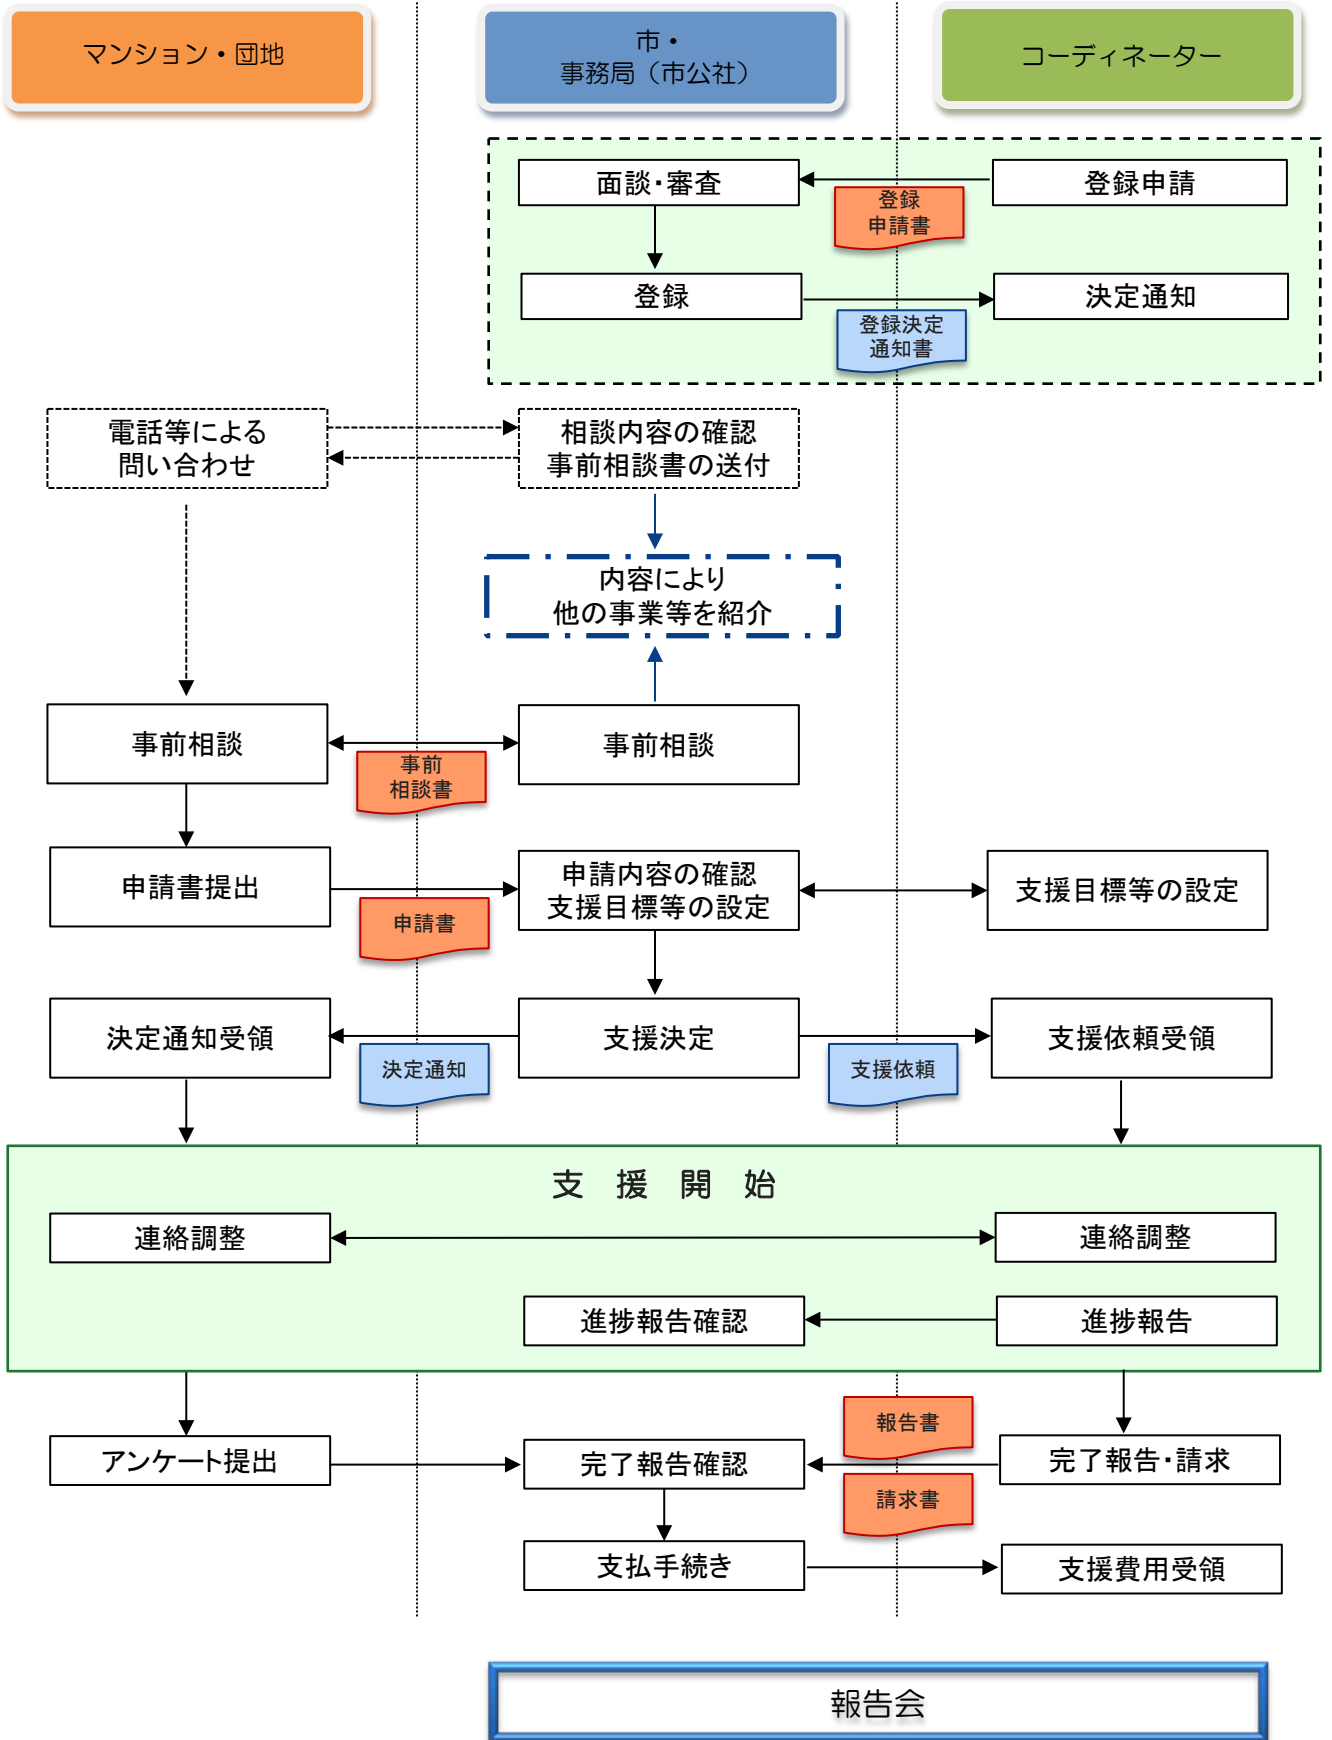 マンション・団地
市・
事務局（市公社）
コーディネーター
面談・審査
登録申請
登録
申請書
登録
決定通知
登録決定
通知書
電話等による
問い合わせ
相談内容の確認
事前相談書の送付
内容により
他の事業等を紹介
事前相談
事前相談
事前
相談書
申請書提出
申請内容の確認
支援目標等の設定
支援目標等の設定
申請書
決定通知受領
支援決定
支援依頼受領
決定通知
支援依頼
支　援　開　始
連絡調整
連絡調整
進捗報告確認
進捗報告
報告書
アンケート提出
完了報告確認
完了報告・請求
請求書
支払手続き
支援費用受領
報告会